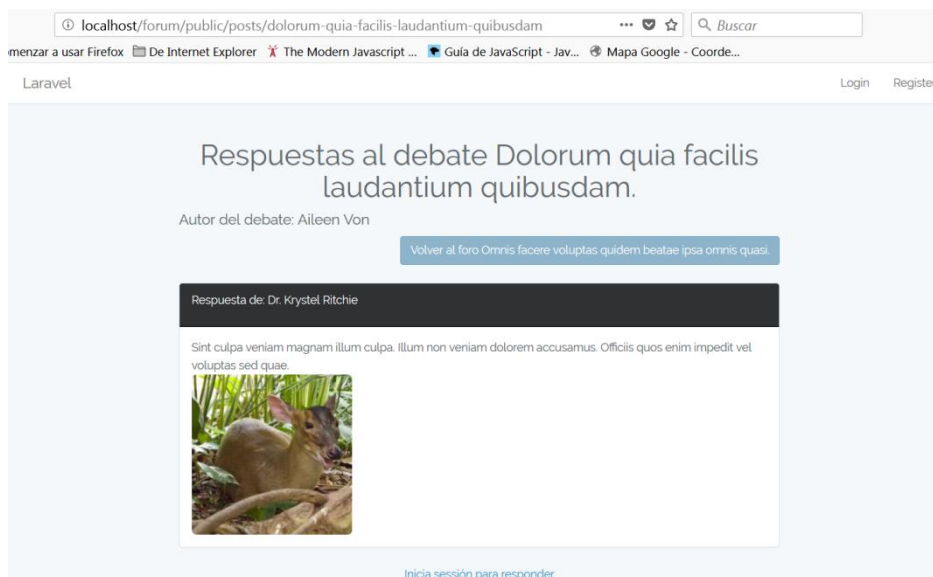 localhost/forum/public/posts/dolorum-quia-facilis-laudantium-quibusdam ••• Buscar
omenzar a usar Firefox De Internet Explorer The Modern Javascript ... Guía de JavaScript - Jav... Mapa Google - Coorde...
Laravel Login Registe
Respuestas al debate Dolorum quia facilis
laudantium quibusdam.
Autor del debate: Aileen Von
Volver al foro Omnis facere voluptas quidem beatae ipsa omnis quasi.
Respuesta de: Dr. Krystel Ritchie
Sint culpa veniam magnam illum culpa. Illum non veniam dolorem accusamus. Officiis quos enim impedit vel
voluptas sed quae.
Inicia sessión para responder